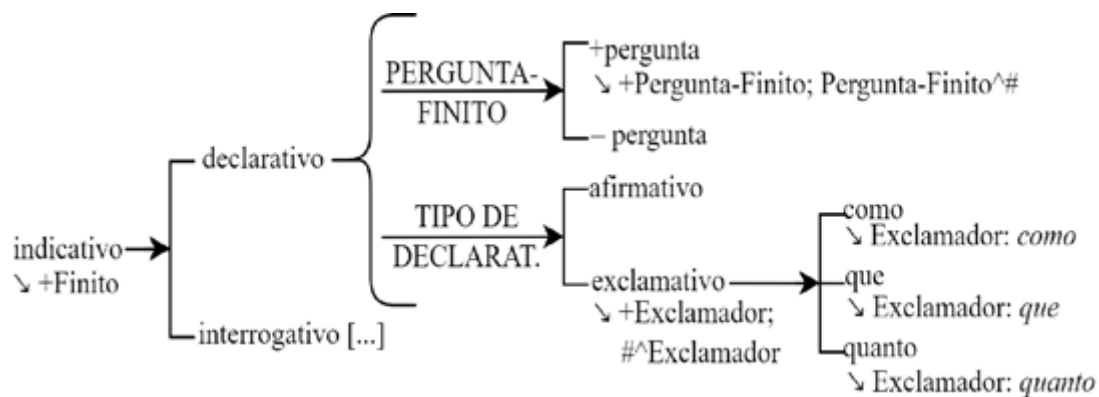 +pergunta
PERGUNTA-
↘ +Pergunta-Finito; Pergunta-Finito^#
FINITO
– pergunta
declarativo
afirmativo
TIPO DE
como
DECLARAT.
↘ Exclamador: como
indicativo
exclamativo
que
↘ +Finito
↘ +Exclamador;
↘ Exclamador: que
interrogativo [...]
#^Exclamador
quanto
↘ Exclamador: quanto